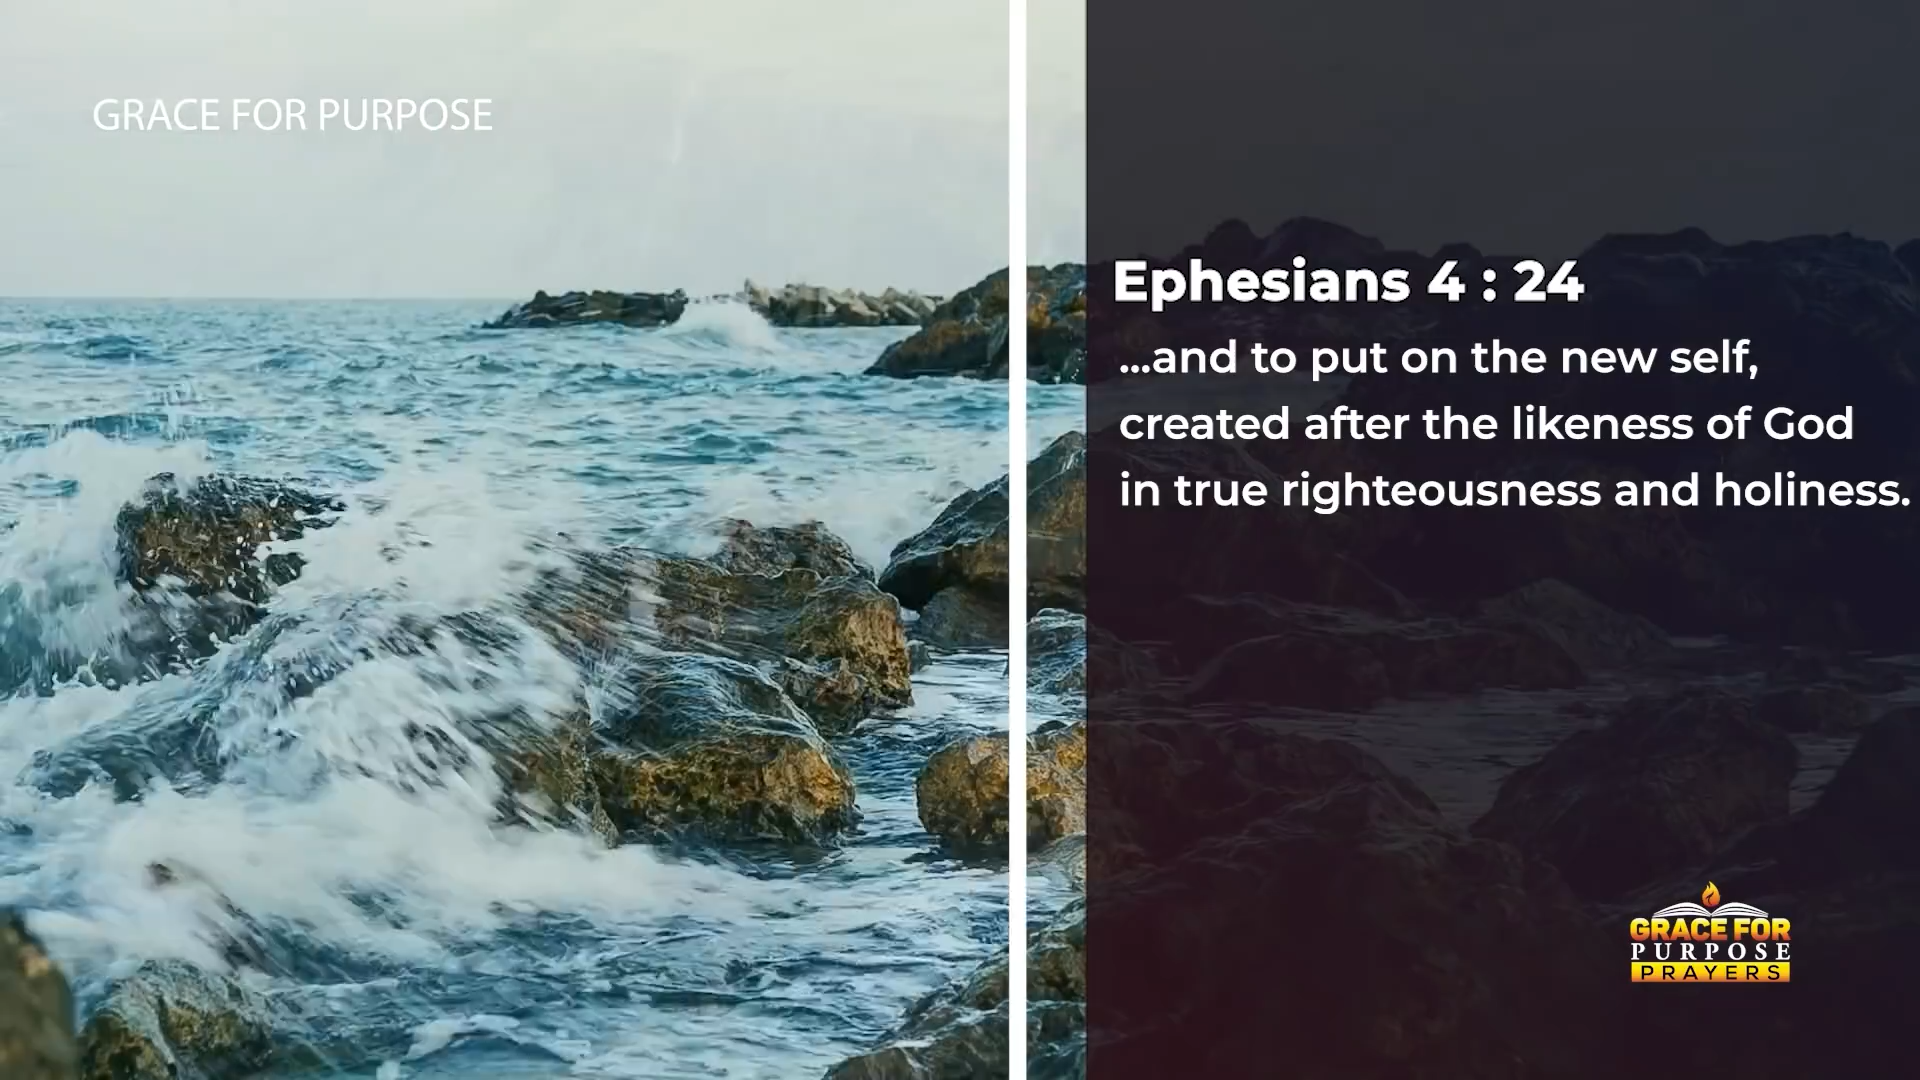 GRACE FOR PURPOSE
Ephesians 4 : 24
...and to put on the new self,
created after the likeness of God
in true righteousness and holiness.
GRACE FOR
PURPOSE
PRAYERS